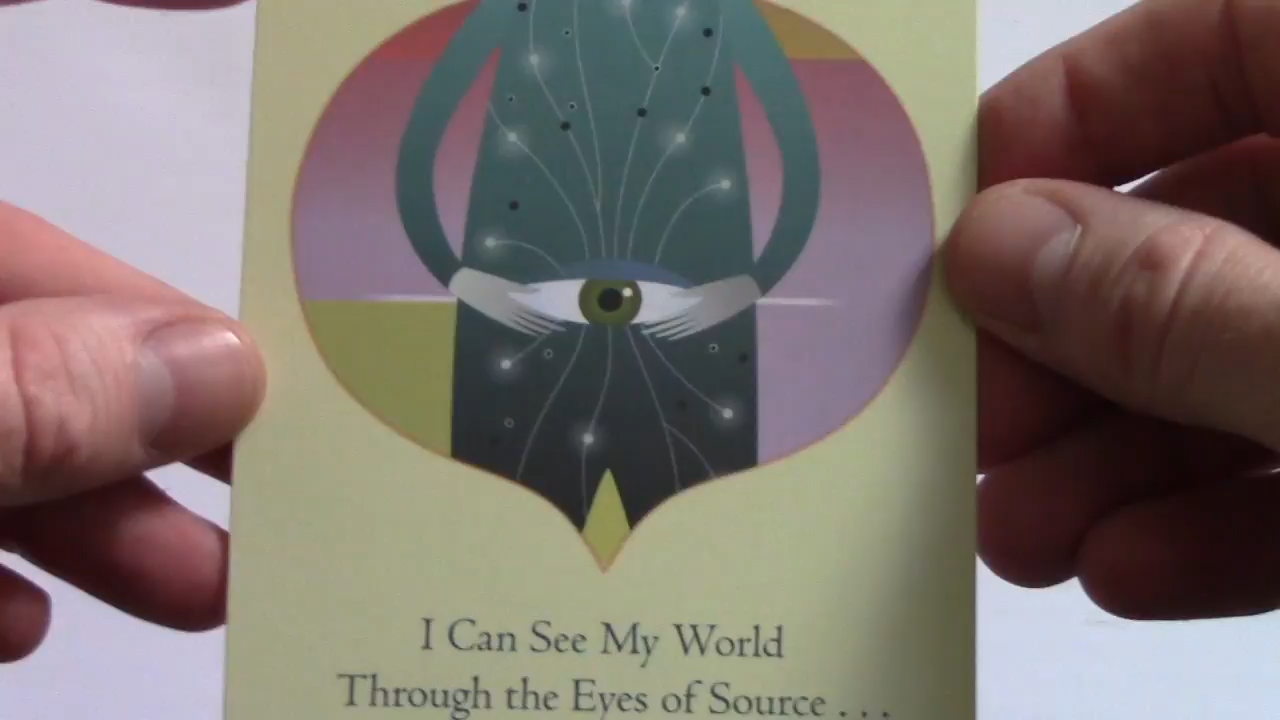 I Can See My World
Through the Eyes of Source . . .